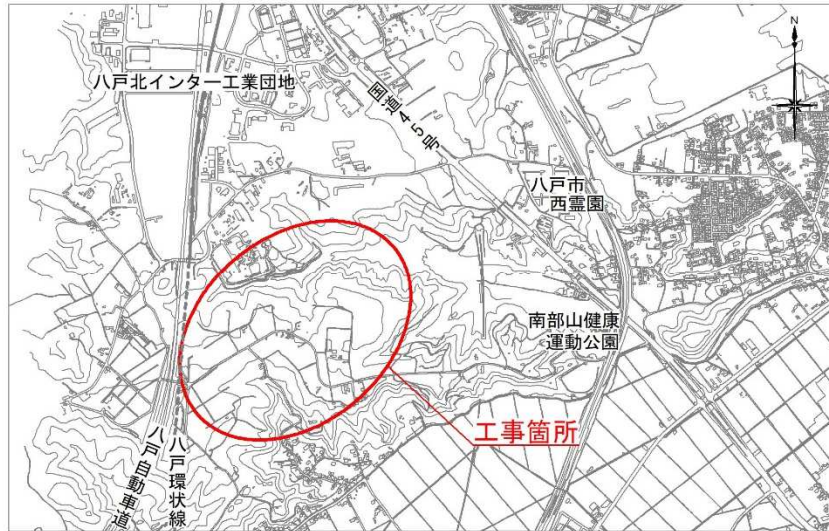 N
八戸北インター工業団地
国道45号
八戸市
西霊園
南部山健康
運動公園
工事箇所
八戸環状線
八戸自動車道